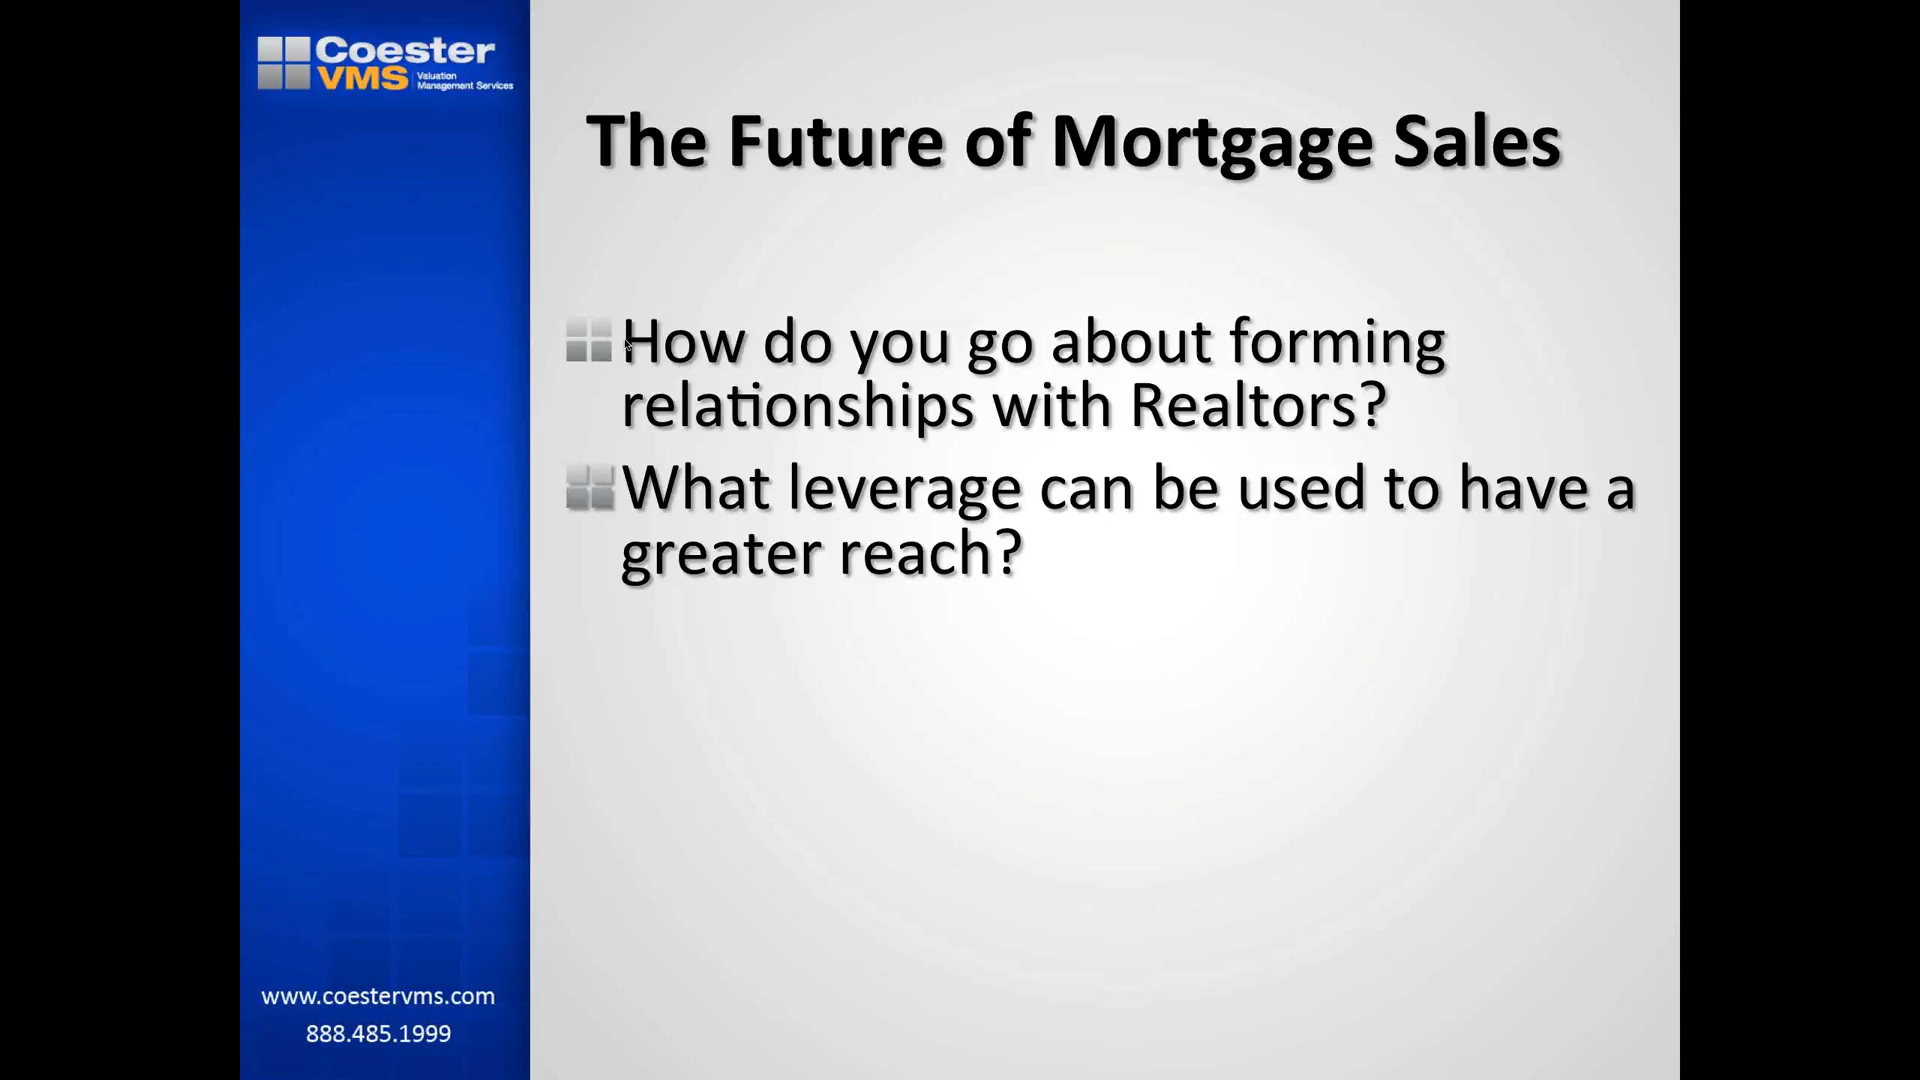 Coester
VMS Valuation
Management Services
The Future of Mortgage Sales
How do you go about forming
relationships with Realtors?
What leverage can be used to have a
greater reach?
www.coestervms.com
888.485.1999